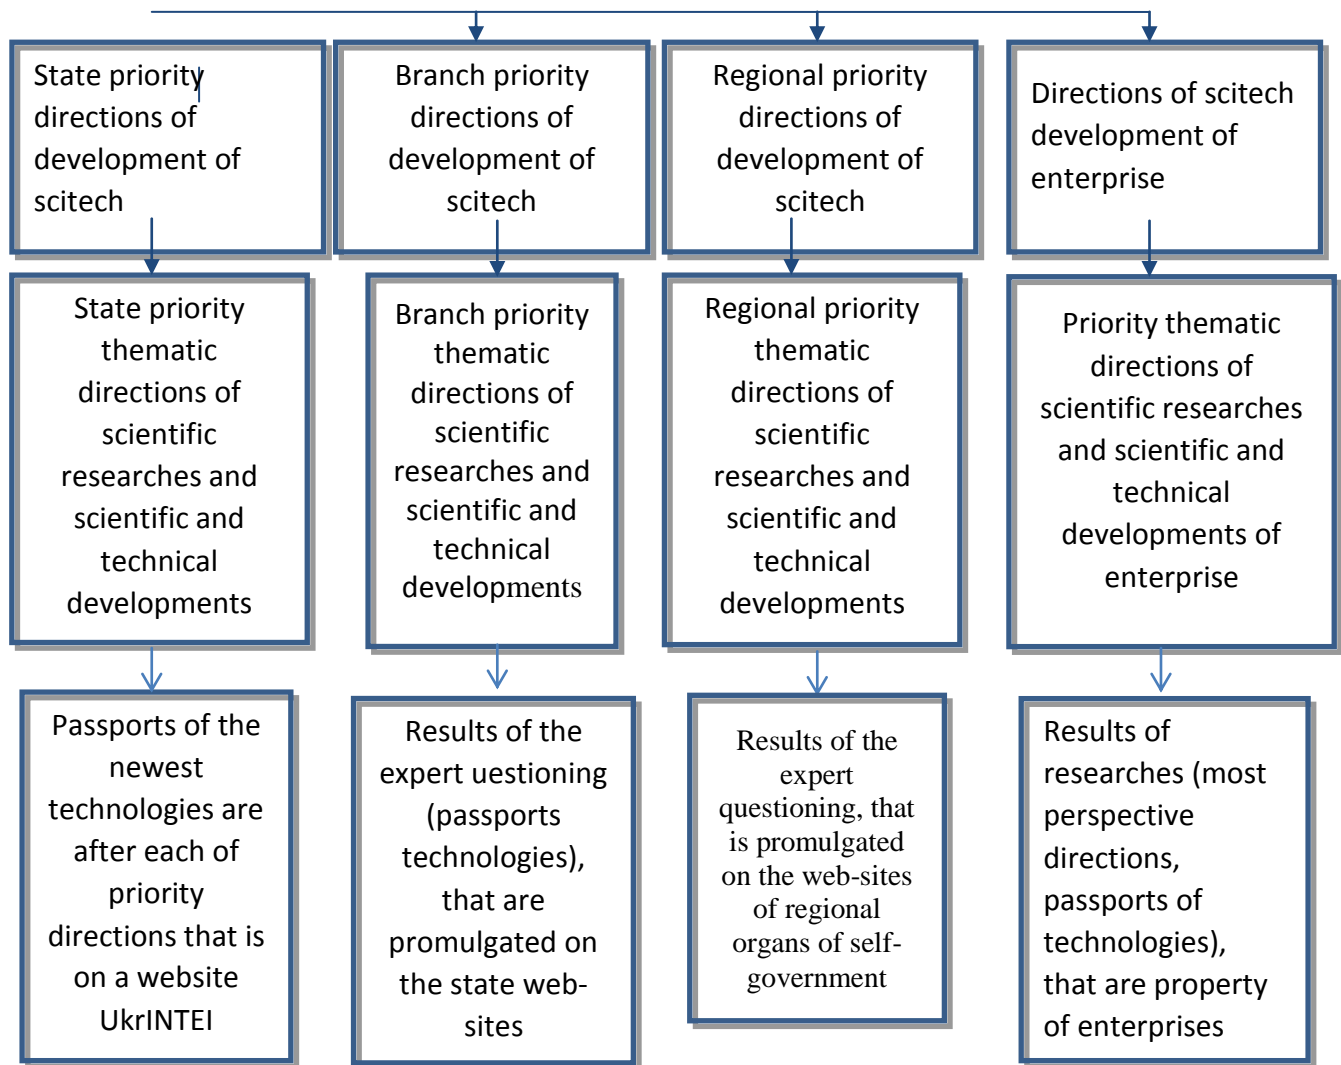 State priority
directions of
development of
scitech
Branch priority
directions of
development of
scitech
Regional priority
directions of
development of
scitech
Directions of scitech
development of
enterprise
State priority
thematic
directions of
scientific
researches and
scientific and
technical
developments
Branch priority
thematic
directions of
scientific
researches and
scientific and
technical
developments
Regional priority
thematic
directions of
scientific
researches and
scientific and
technical
developments
Priority thematic
directions of
scientific researches
and scientific and
technical
developments of
enterprise
Passports of the
newest
technologies are
after each of
priority
directions that is
on a website
UkrINTEI
Results of the
expert uestioning
(passports
technologies),
that are
promulgated on
the state web-
sites
Results of the
expert
questioning, that
is promulgated
on the web-sites
of regional
organs of self-
government
Results of
researches (most
perspective
directions,
passports of
technologies),
that are property
of enterprises